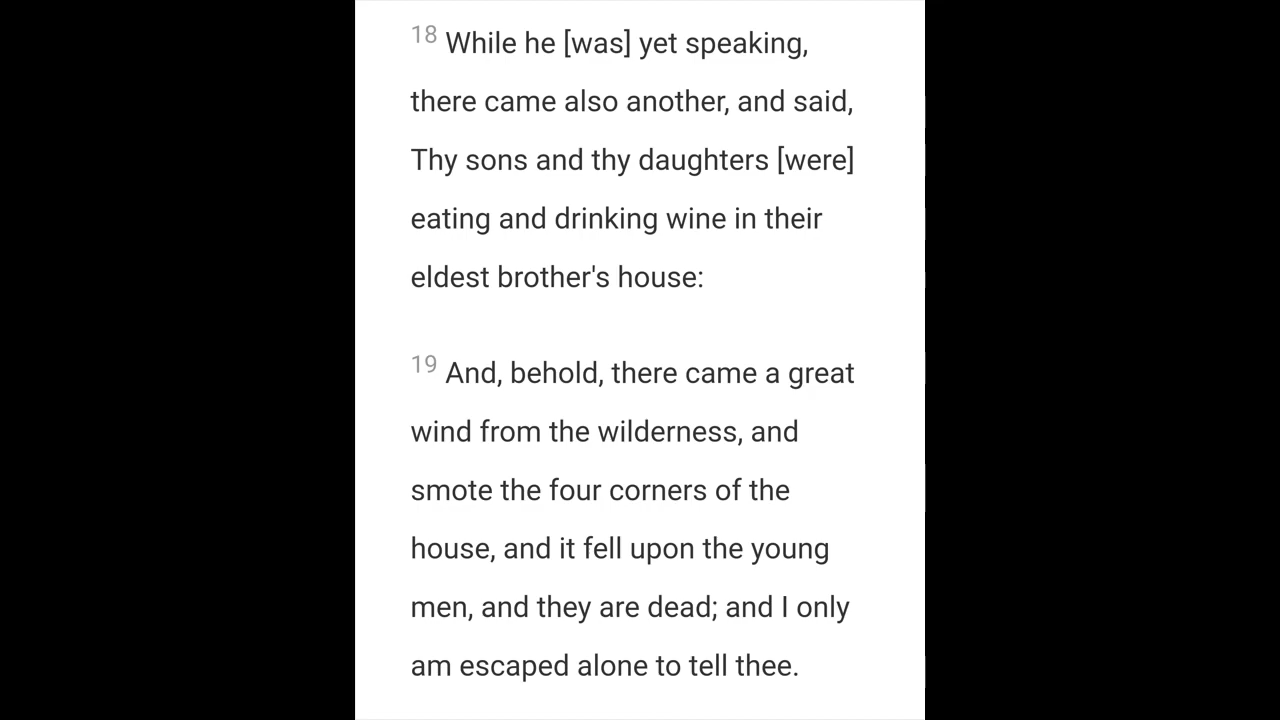 18 While he [was] yet speaking,
there came also another, and said,
Thy sons and thy daughters [were]
eating and drinking wine in their
eldest brother's house:
19 And, behold, there came a great
wind from the wilderness, and
smote the four corners of the
house, and it fell upon the young
men, and they are dead; and I only
am escaped alone to tell thee.